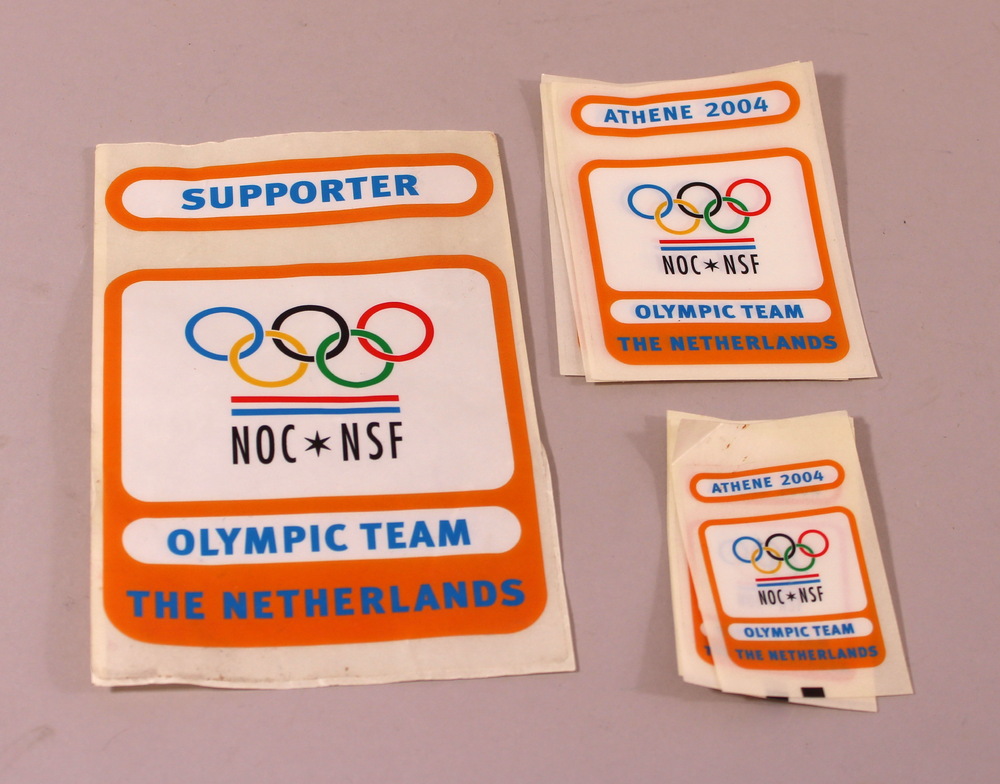 SUPPORTER
NOC✶NSF
OLYMPIC TEAM
THE NETHERLANDS
ATHENE 2004
NOC✶NSF
OLYMPIC TEAM
THE NETHERLANDS
ATHENE 2004
NOC✶NSF
OLYMPIC TEAM
THE NETHERLANDS